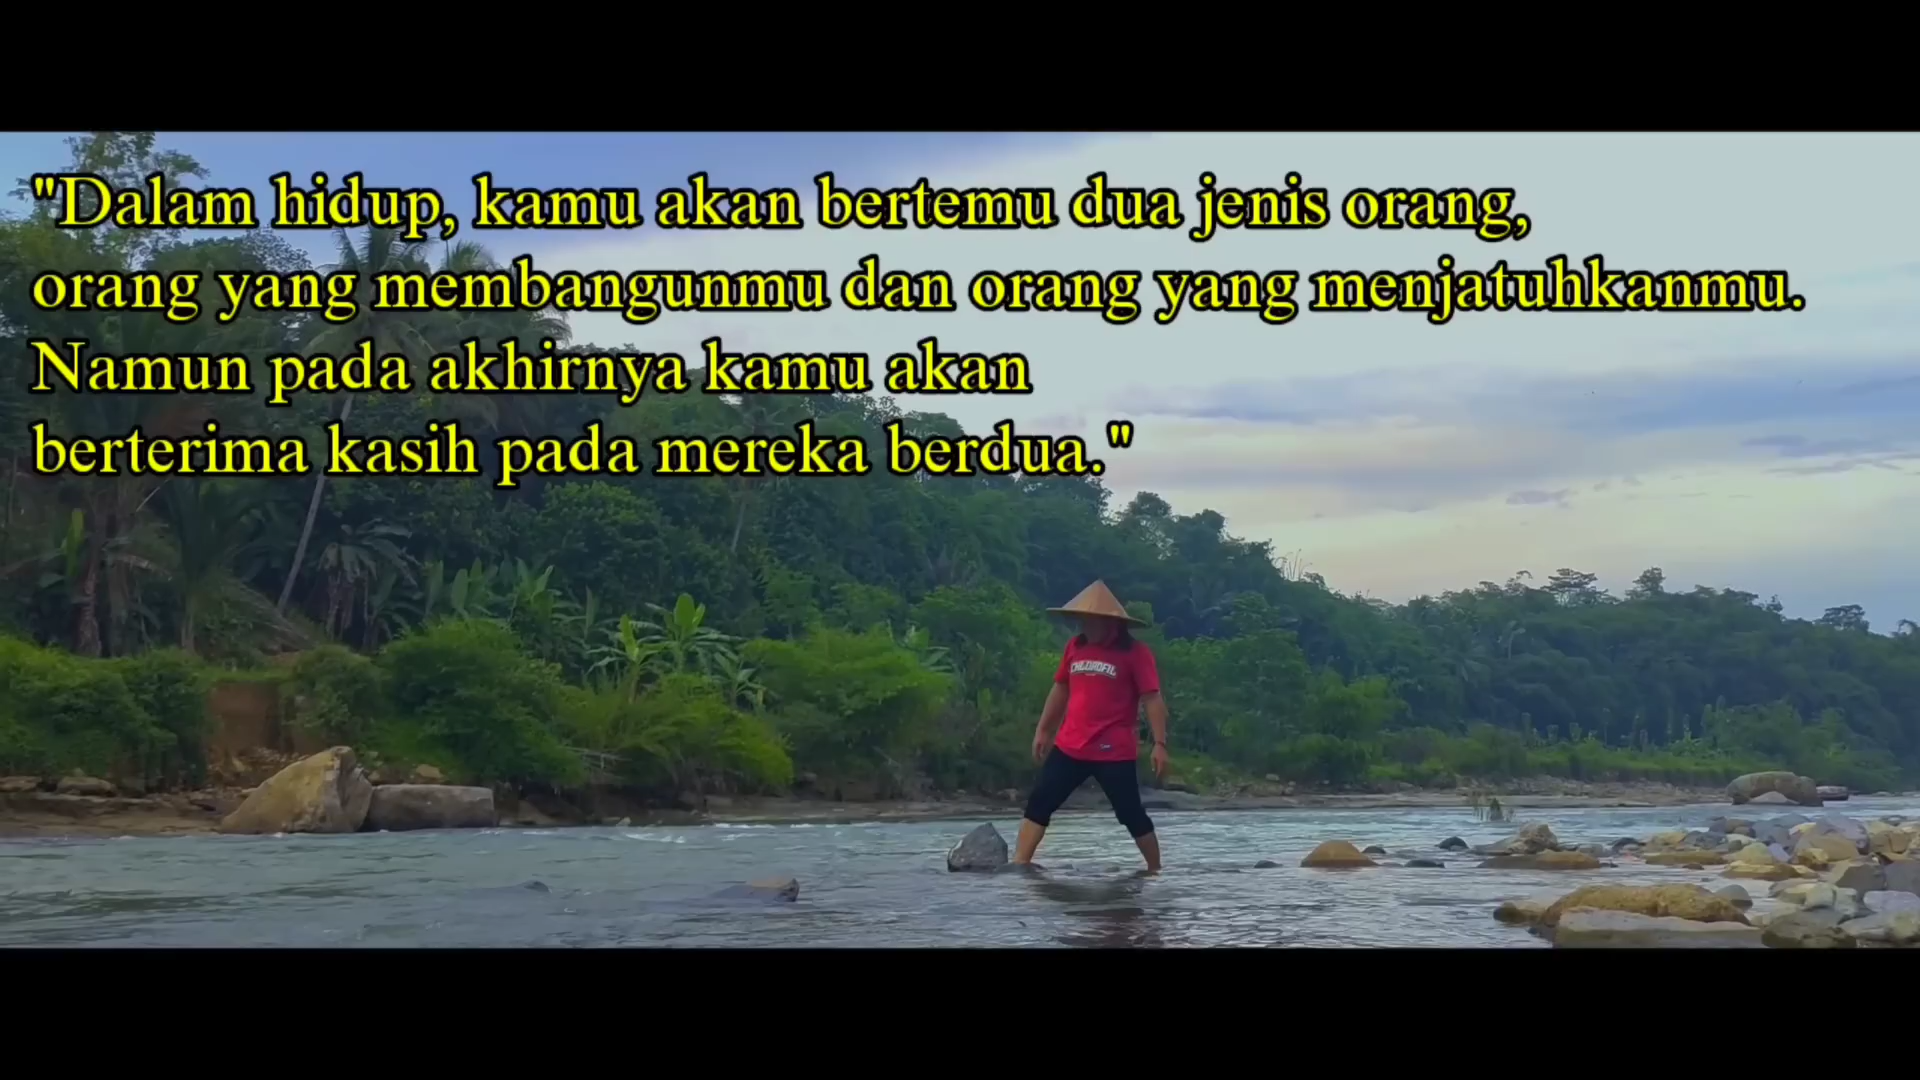 "Dalam hidup, kamu akan bertemu dua jenis orang,
orang yang membangunmu dan orang yang menjatuhkanmu.
Namun pada akhirnya kamu akan
berterima kasih pada mereka berdua."
CHLOROFIL